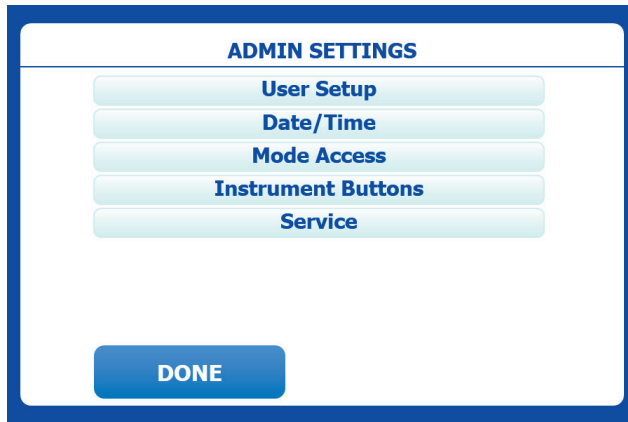 ADMIN SETTINGS
User Setup
Date/Time
Mode Access
Instrument Buttons
Service
DONE